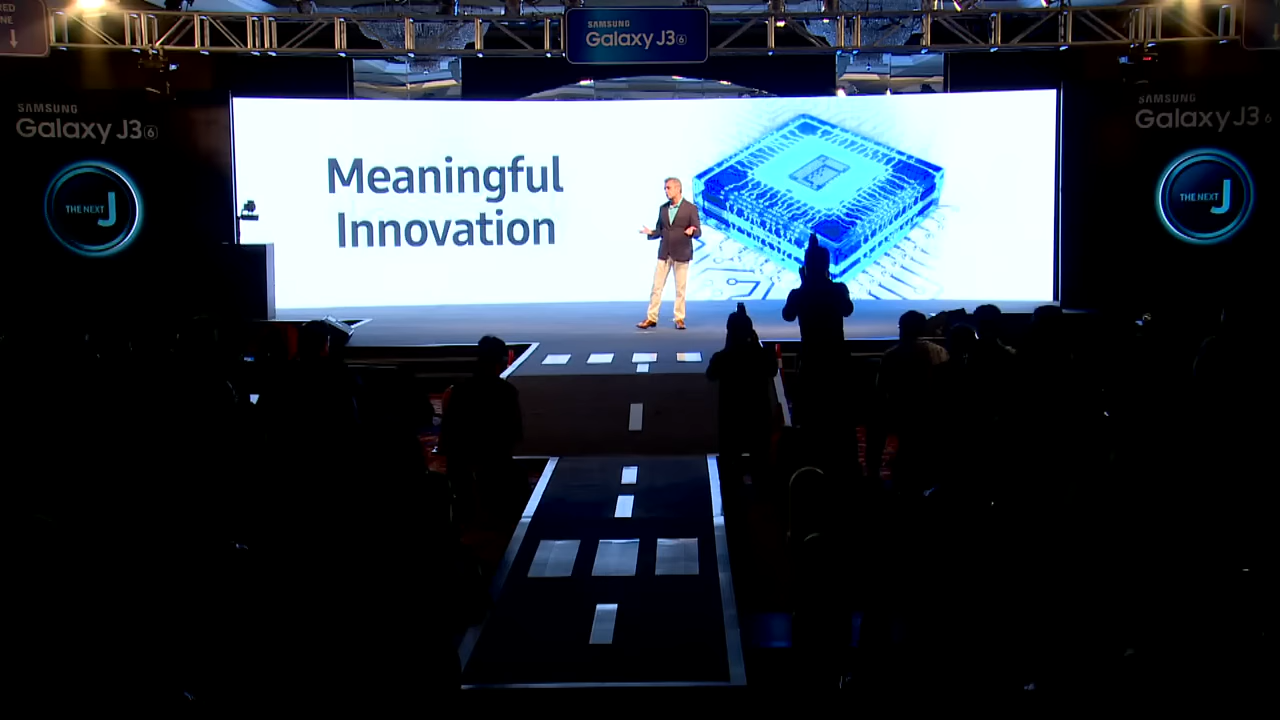 SAMSUNG
Galaxy J3 6
SAMSUNG
Galaxy J3 6
THE NEXT J
Meaningful
Innovation
SAMSUNG
Galaxy J3 6
THE NEXT J